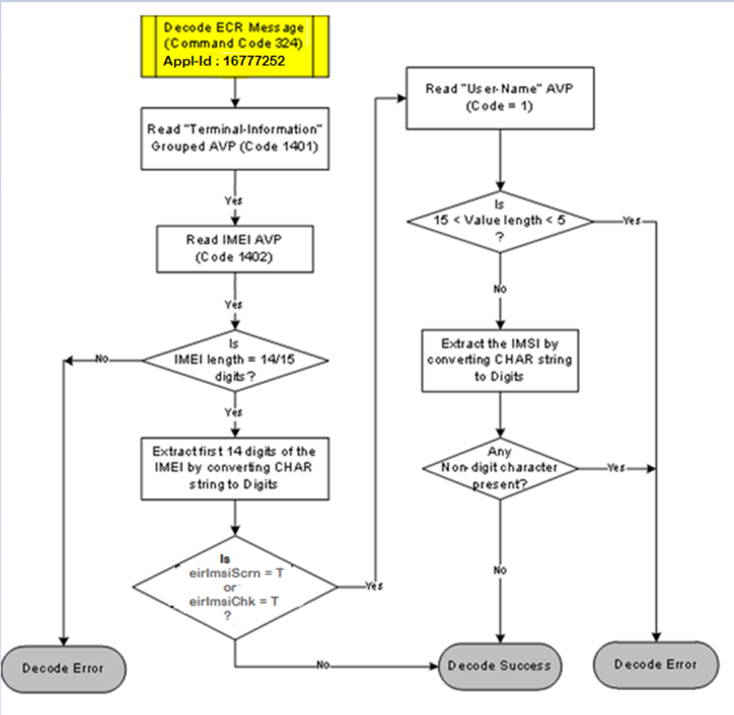 Decode ECR Message
(Command Code 324)
Appl-Id : 16777252
Read "Terminal-Information"
Grouped AVP (Code 1401)
Yes
Read IMEI AVP
(Code 1402)
Yes
Is
IMEI length = 14/15
digits?
No
Yes
Extract first 14 digits of the
IMEI by converting CHAR
string to Digits
Is
eirImsiScrn = T
or
eirImsiChk = T
?
Yes
No
Decode Error
Read "User-Name" AVP
(Code = 1)
Is
15 < Value length < 5
?
Yes
No
Extract the IMSI by
converting CHAR string
to Digits
Any
Non-digit character
present?
Yes
No
Decode Success
Decode Error